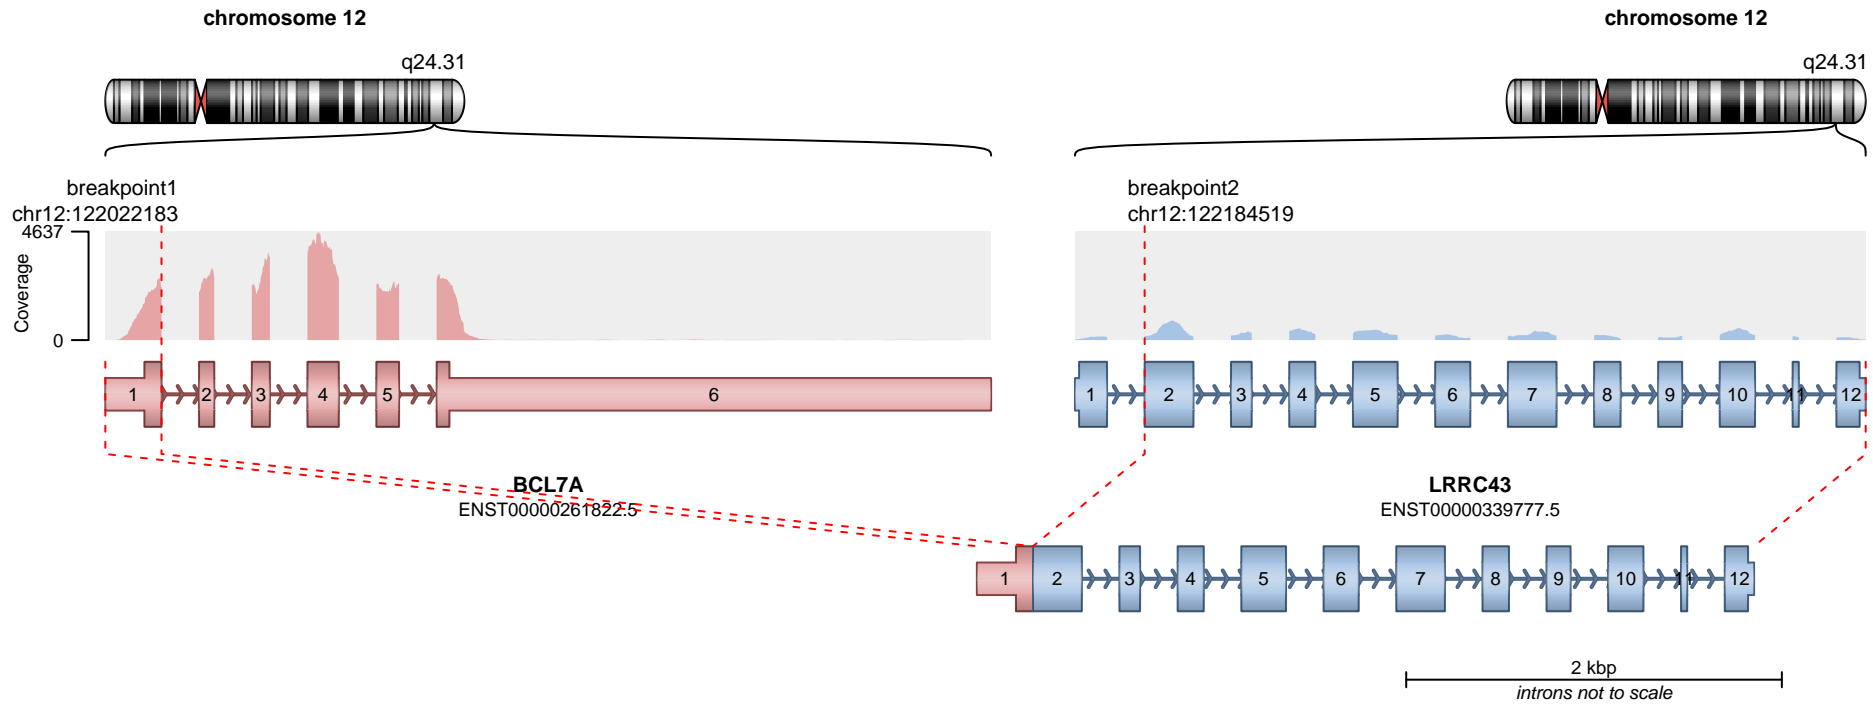 chromosome 12
chromosome 12
q24.31
q24.31
breakpoint1
chr12:122022183
breakpoint2
chr12:122184519
4637
Coverage
0
1 2 3 4 5 6
1 2 3 4 5 6 7 8 9 10 11 12
BCL7A
ENST00000261822.5
LRRC43
ENST00000339777.5
1 2 3 4 5 6 7 8 9 10 11 12
2 kbp
introns not to scale